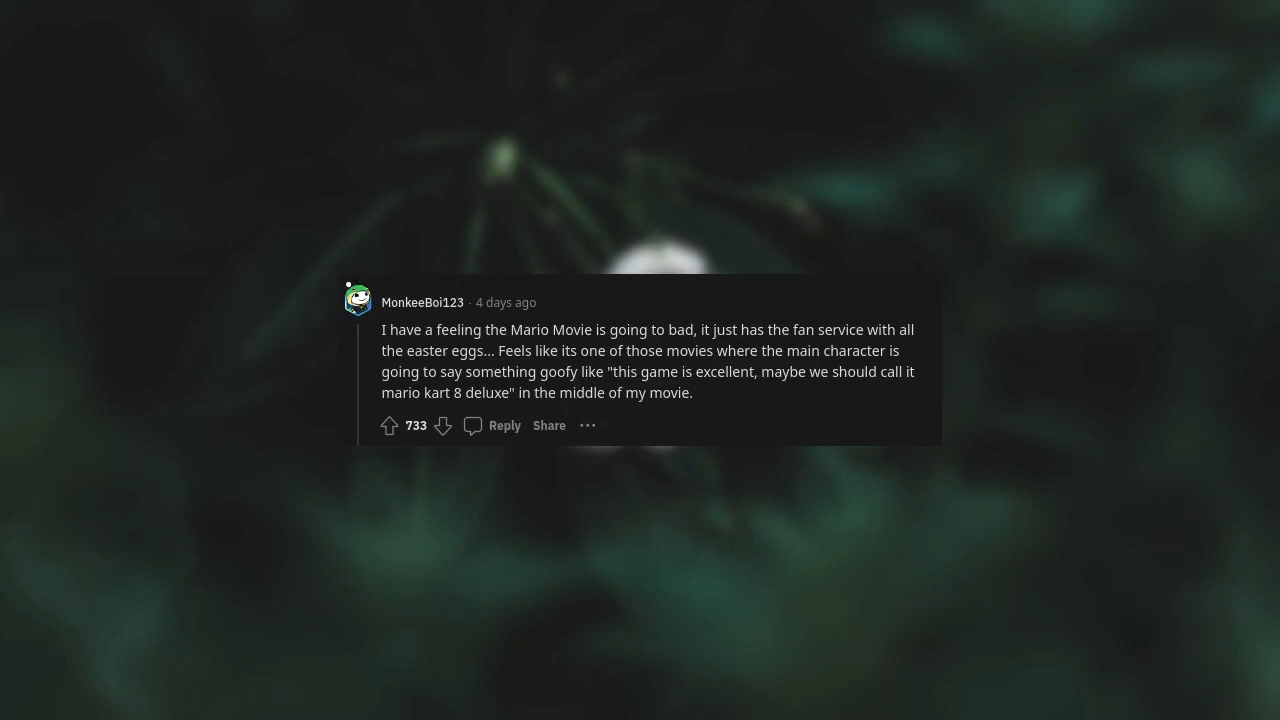 MonkeeBoi123 · 4 days ago
I have a feeling the Mario Movie is going to bad, it just has the fan service with all
the easter eggs... Feels like its one of those movies where the main character is
going to say something goofy like "this game is excellent, maybe we should call it
mario kart 8 deluxe" in the middle of my movie.
733 Reply Share ···